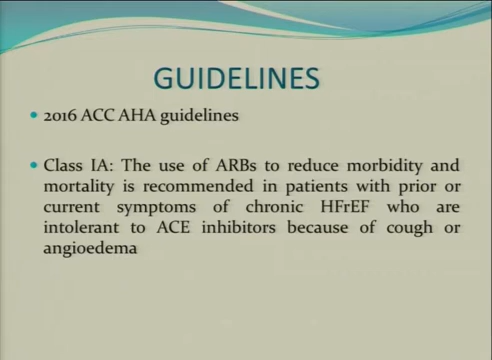 GUIDELINES
2016 ACC AHA guidelines
Class IA: The use of ARBs to reduce morbidity and
mortality is recommended in patients with prior or
current symptoms of chronic HFrEF who are
intolerant to ACE inhibitors because of cough or
angioedema